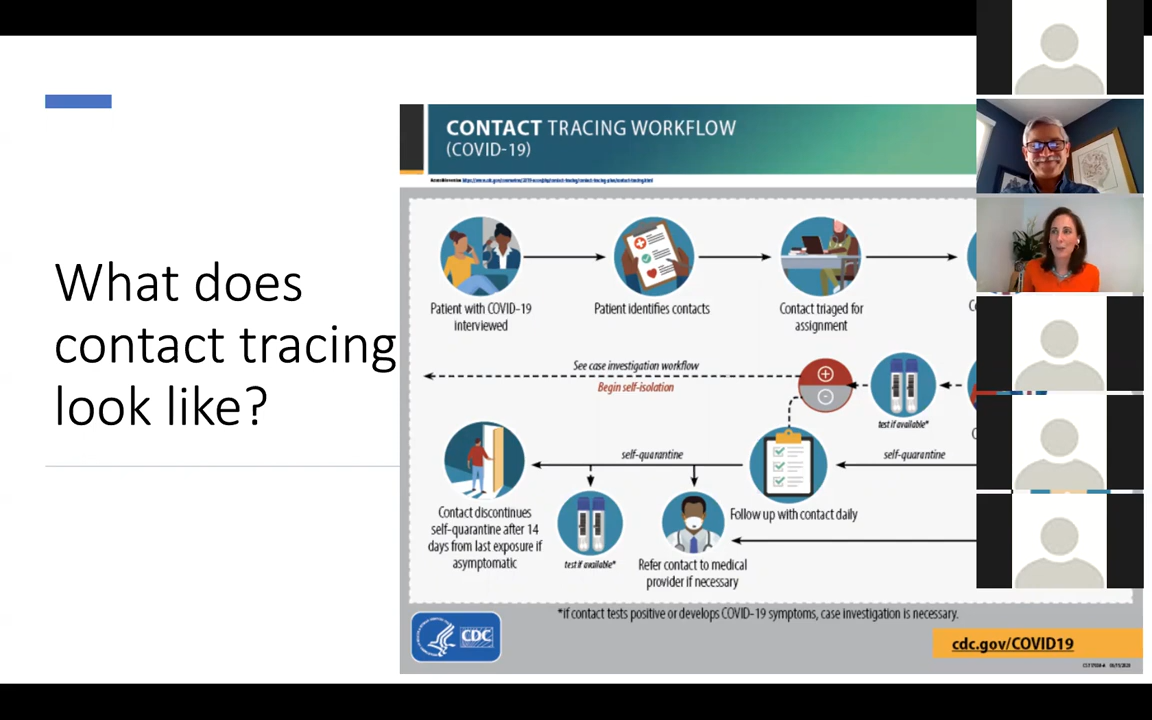 What does
contact tracing
look like?
CONTACT TRACING WORKFLOW
(COVID-19)
Patient with COVID-19
interviewed
Patient identifies contacts
Contact triaged for
assignment
See case investigation workflow
Begin self-isolation
test if available*
self-quarantine
self-quarantine
Contact discontinues
self-quarantine after 14
days from last exposure if
asymptomatic
test if available*
Refer contact to medical
provider if necessary
Follow up with contact daily
*if contact tests positive or develops COVID-19 symptoms, case investigation is necessary.
CDC
cdc.gov/COVID19